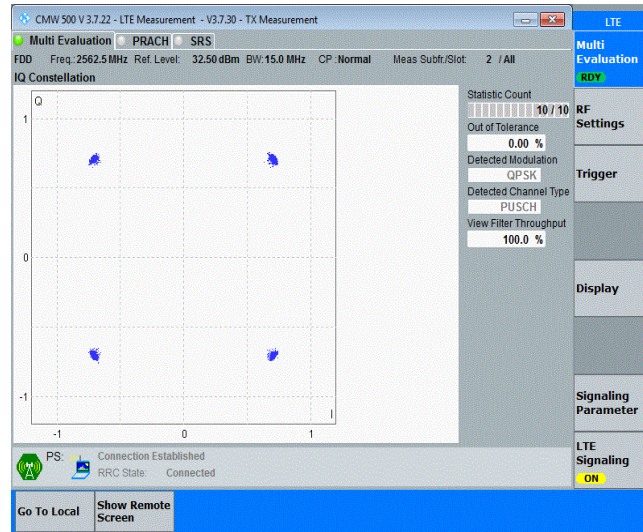 CMW 500 V 3.7.22 - LTE Measurement - V3.7.30 - TX Measurement
LTE
Multi Evaluation PRACH SRS
FDD Freq.: 2562.5 MHz Ref. Level: 32.50 dBm BW: 15.0 MHz CP : Normal Meas Subfr./Slot: 2 / All
IQ Constellation
Q
1
0
-1
-1 0 1
I
Statistic Count
10 / 10
Out of Tolerance
0.00 %
Detected Modulation
QPSK
Detected Channel Type
PUSCH
View Filter Throughput
100.0 %
Multi
Evaluation
RDY
RF
Settings
Trigger
Display
Signaling
Parameter
LTE
Signaling
ON
PS: Connection Established
RRC State: Connected
Go To Local
Show Remote
Screen